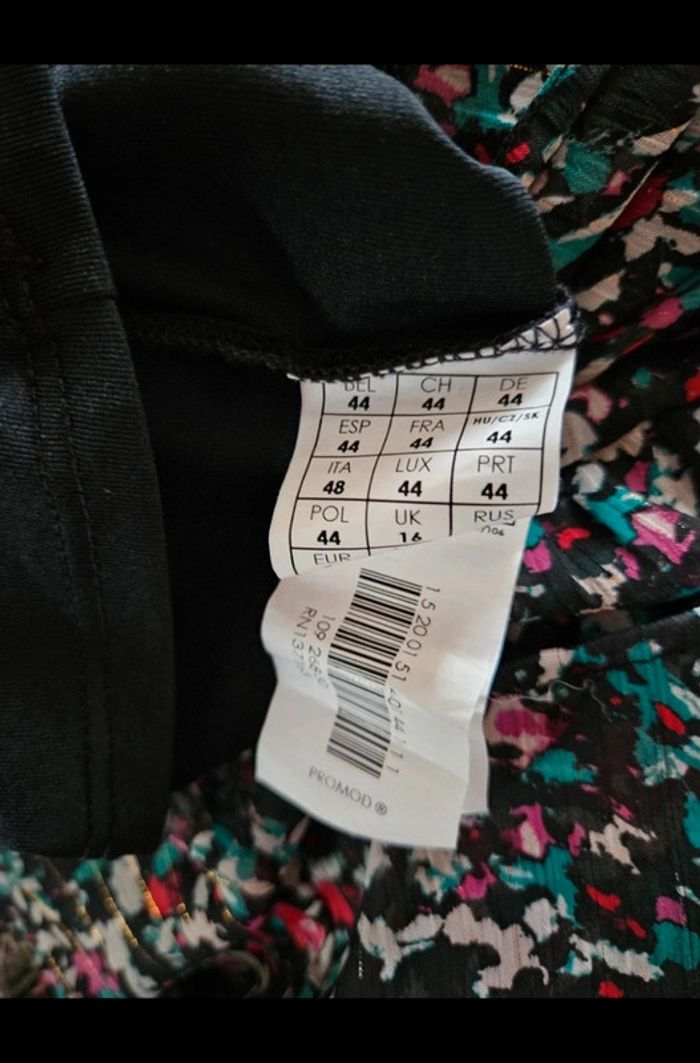 BEL CH DE
44 44 44
ESP FRA HU/CZ/SK
44 44 44
ITA LUX PRT
48 44 44
POL UK RUS
44 16
EUR
PROMOD®